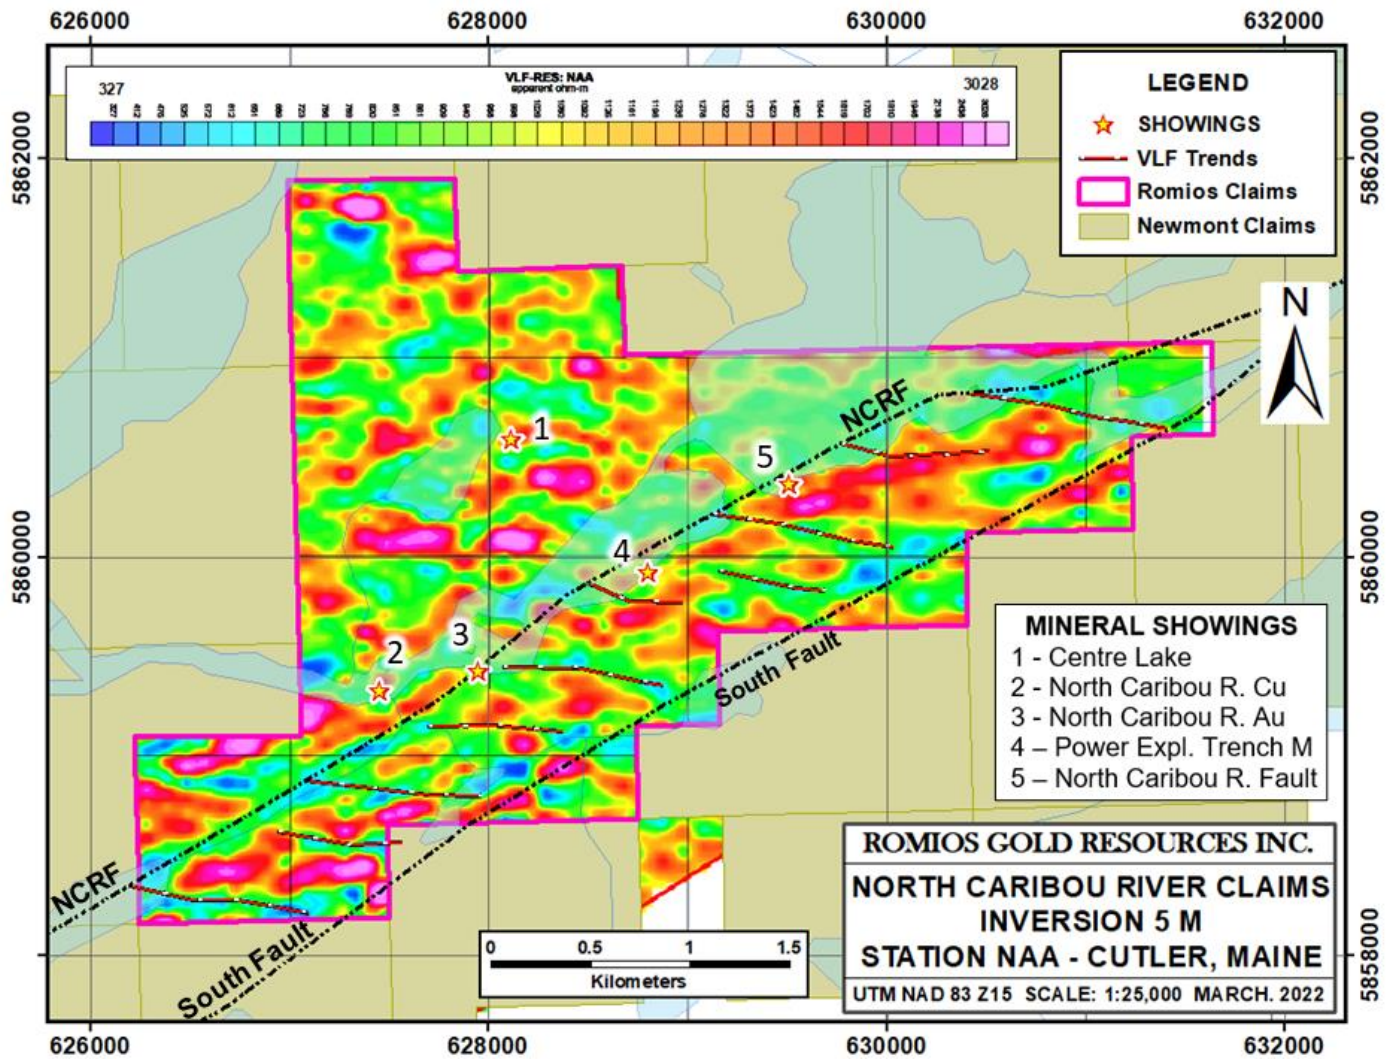 626000 628000 630000 632000
VLF-RES: NAA
apparent ohm-m
327 3028
LEGEND
SHOWINGS
VLF Trends
Romios Claims
Newmont Claims
5862000 5862000
N
NCRF
1
5
4
5860000 5860000
3
2
South Fault
MINERAL SHOWINGS
1 - Centre Lake
2 - North Caribou R. Cu
3 - North Caribou R. Au
4 – Power Expl. Trench M
5 – North Caribou R. Fault
NCRF
South Fault
ROMIOS GOLD RESOURCES INC.
NORTH CARIBOU RIVER CLAIMS
INVERSION 5 M
STATION NAA - CUTLER, MAINE
UTM NAD 83 Z15 SCALE: 1:25,000 MARCH. 2022
0 0.5 1 1.5
Kilometers
5858000
626000 628000 630000 632000